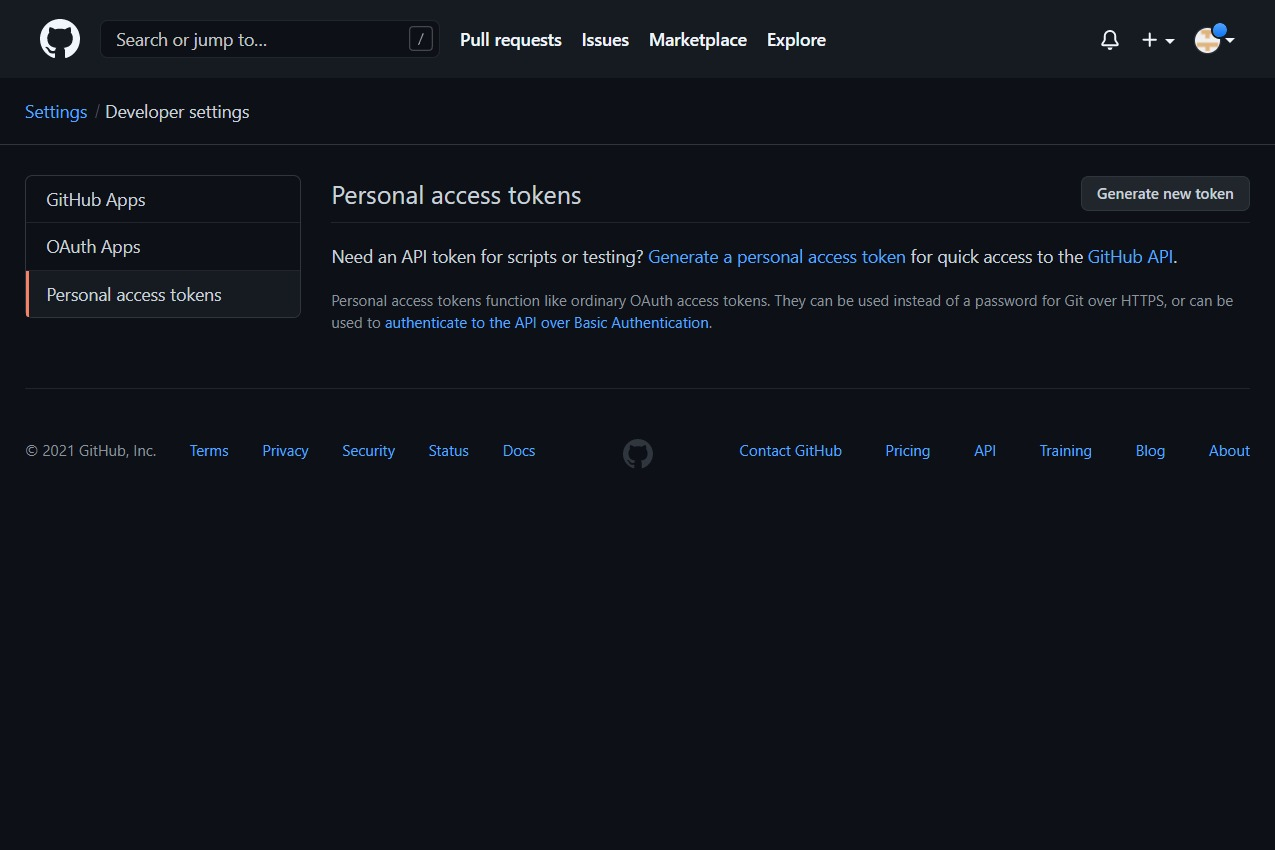 Search or jump to... /
Pull requests Issues Marketplace Explore
Settings / Developer settings
GitHub Apps
OAuth Apps
Personal access tokens
Personal access tokens
Generate new token
Need an API token for scripts or testing? Generate a personal access token for quick access to the GitHub API.
Personal access tokens function like ordinary OAuth access tokens. They can be used instead of a password for Git over HTTPS, or can be
used to authenticate to the API over Basic Authentication.
© 2021 GitHub, Inc. Terms Privacy Security Status Docs Contact GitHub Pricing API Training Blog About